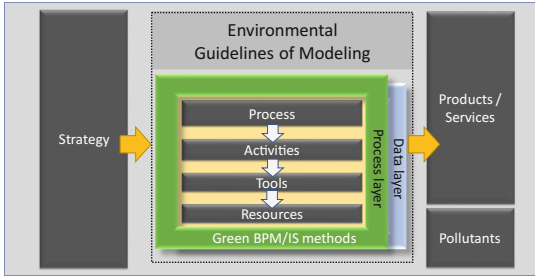 Environmental
Guidelines of Modeling
Strategy
Process
Activities
Tools
Resources
Green BPM/IS methods
Process layer
Data layer
Products /
Services
Pollutants